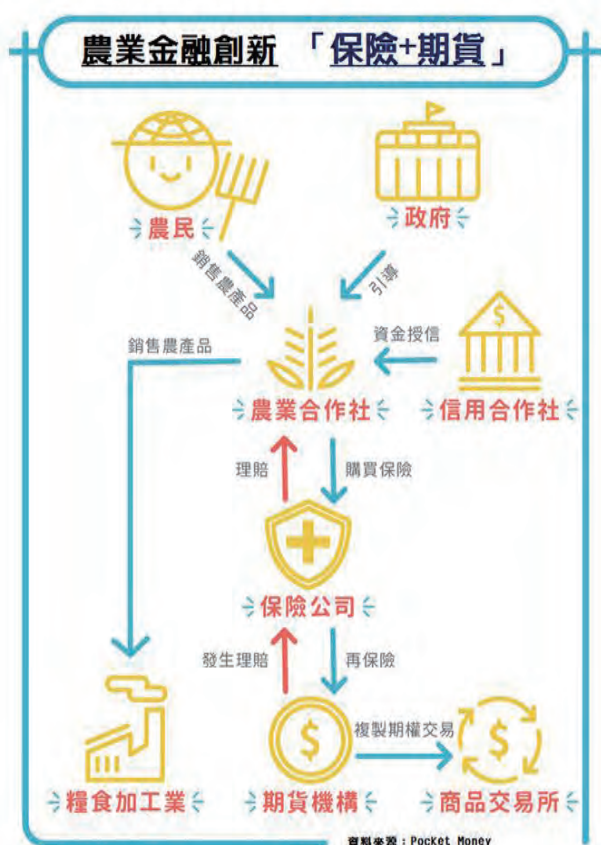 農業金融創新 「保險+期貨」
農民
政府
銷售農產品
引導
銷售農產品
資金授信
農業合作社
信用合作社
理賠
購買保險
保險公司
發生理賠
再保險
複製期權交易
糧食加工業
期貨機構
商品交易所
資料來源：Pocket Money